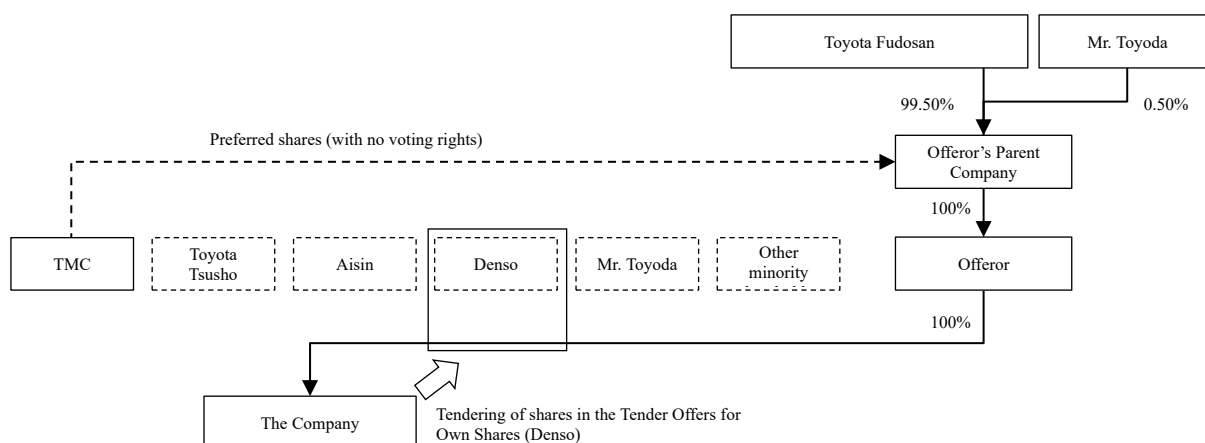 Toyota Fudosan
Mr. Toyoda
99.50%
0.50%
Preferred shares (with no voting rights)
Offeror’s Parent
Company
100%
TMC
Toyota
Tsusho
Aisin
Denso
Mr. Toyoda
Other
minority
Offeror
100%
The Company
Tendering of shares in the Tender Offers for
Own Shares (Denso)